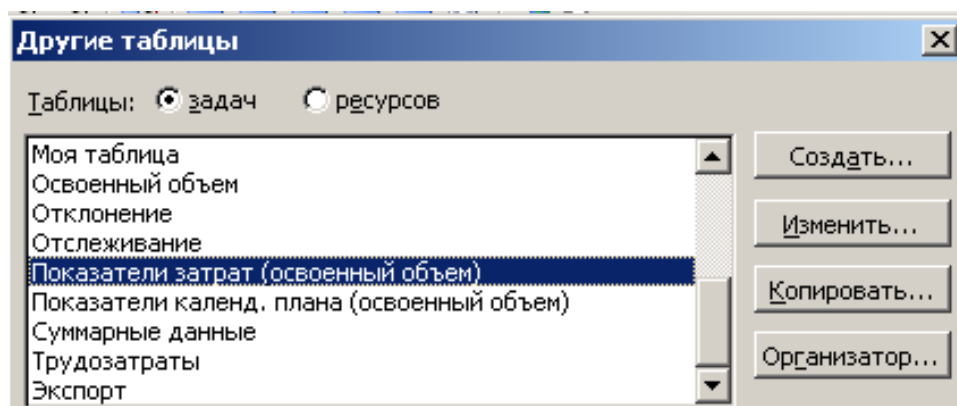 Другие таблицы
Таблицы: задач ресурсов
Моя таблица
Освоенный объем
Отклонение
Отслеживание
Показатели затрат (освоенный объем)
Показатели календ. плана (освоенный объем)
Суммарные данные
Трудозатраты
Экспорт
Создать...
Изменить...
Копировать...
Организатор...